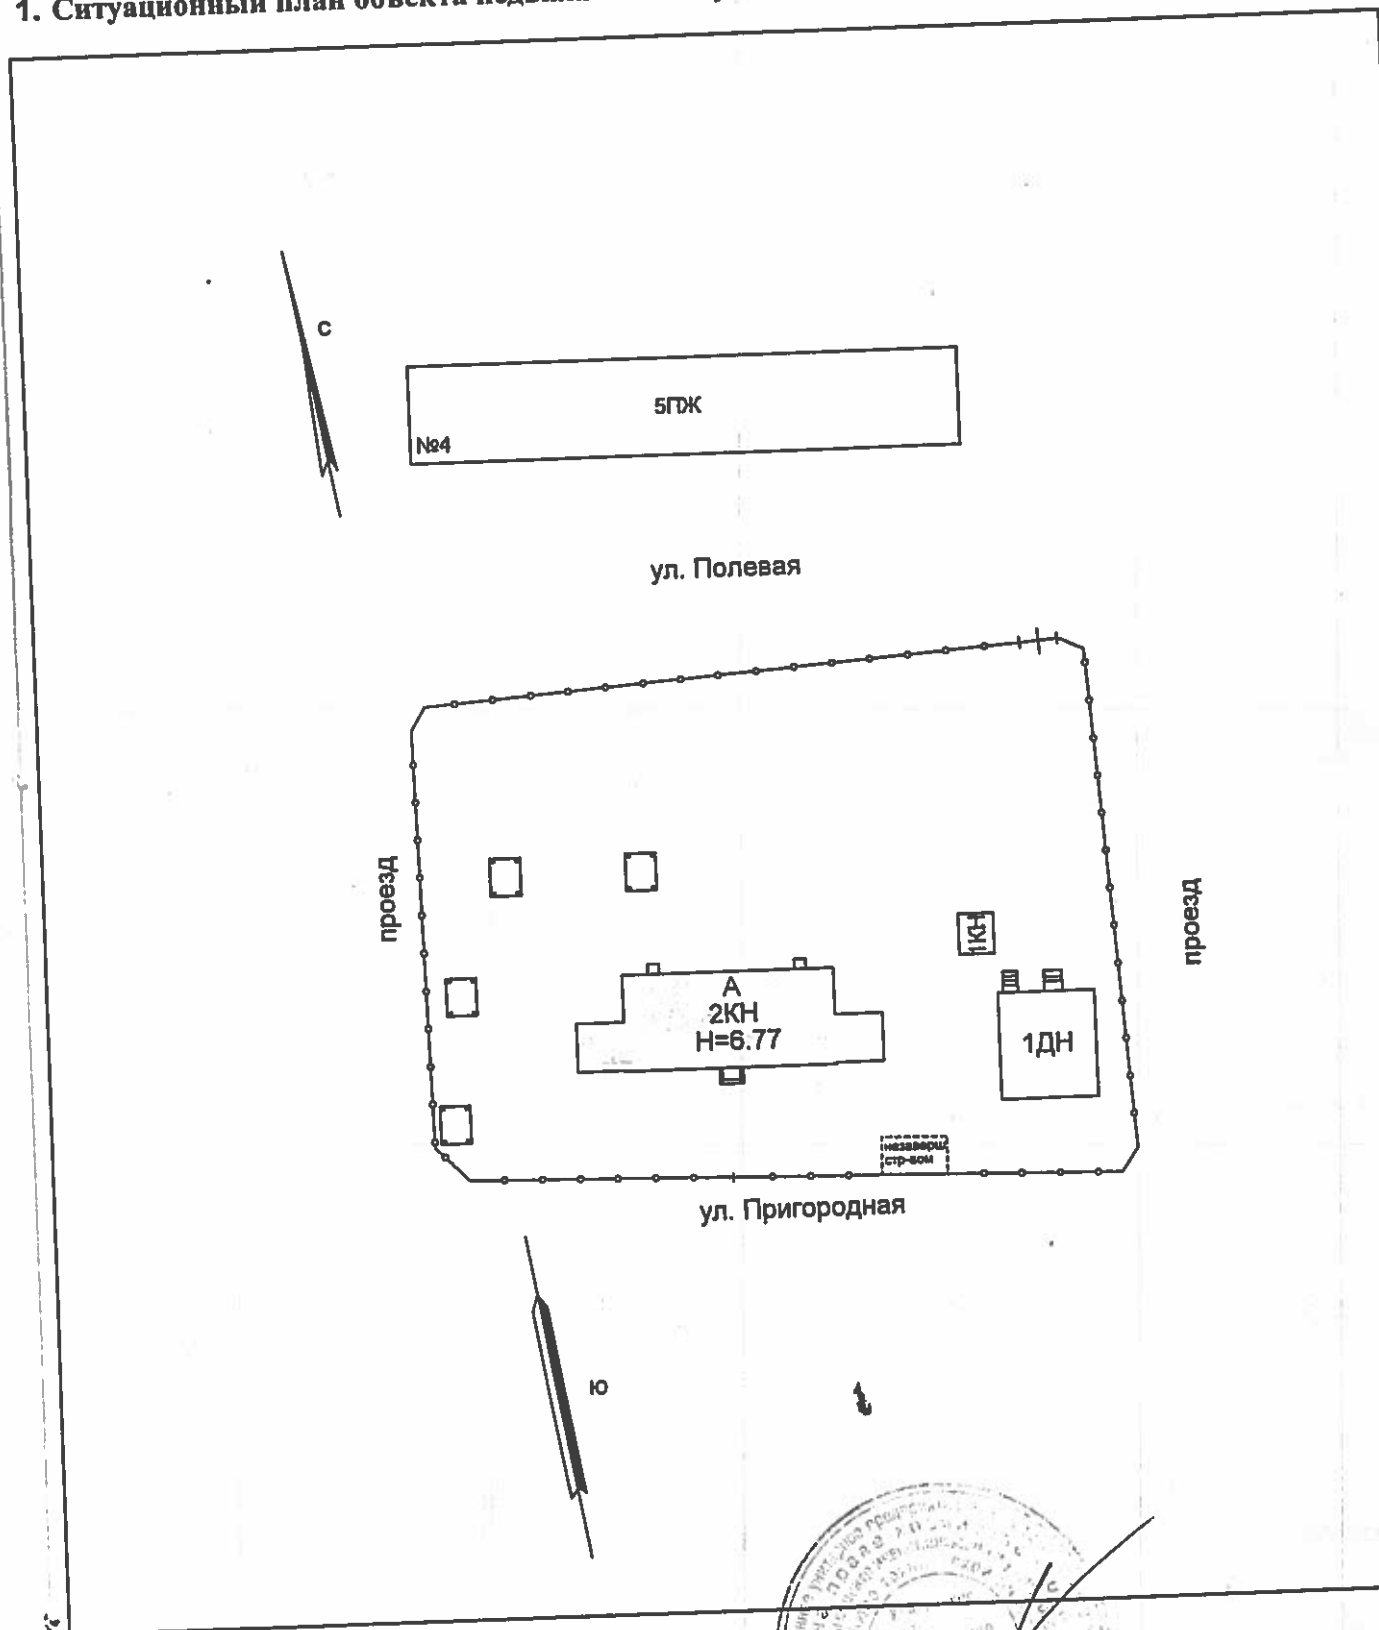 1. Ситуационный план объекта
С
5ПЖ
№4
ул. Полевая
проезд
проезд
1КН
А
2КН
Н=6.77
1ДН
незаверш.
стр-вом
ул. Пригородная
Ю